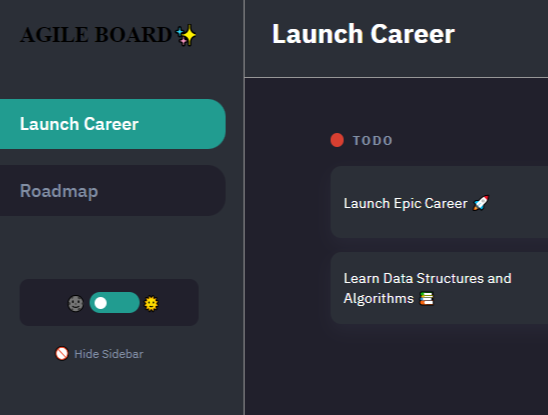 AGILE BOARD✨
Launch Career
Launch Career
Roadmap
TODO
Launch Epic Career 🚀
Learn Data Structures and
Algorithms 📚
🚫 Hide Sidebar